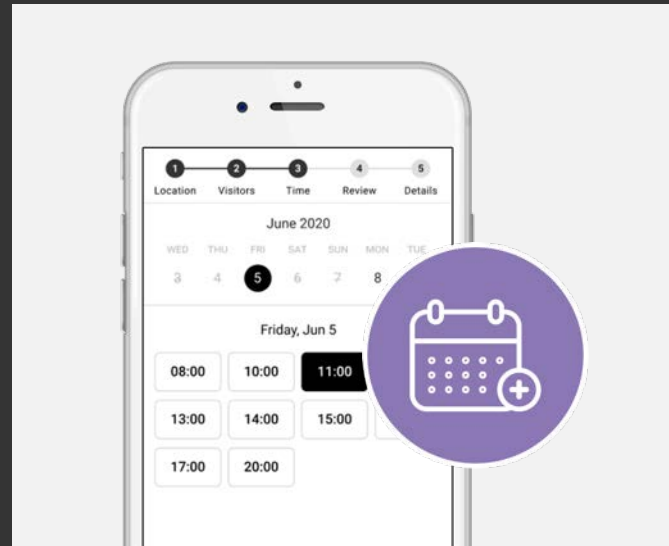 1 2 3 4 5
Location Visitors Time Review Details
June 2020
WED THU FRI SAT SUN MON TUE
3 4 5 6 7 8
Friday, Jun 5
08:00 10:00 11:00
13:00 14:00 15:00
17:00 20:00